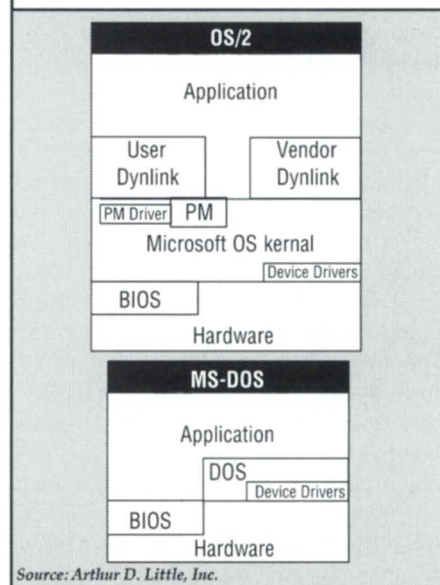 OS/2
Application
User Vendor
Dynlink Dynlink
PM Driver PM
Microsoft OS kernal
Device Drivers
BIOS
Hardware
MS-DOS
Application
DOS
Device Drivers
BIOS
Hardware
Source: Arthur D. Little, Inc.